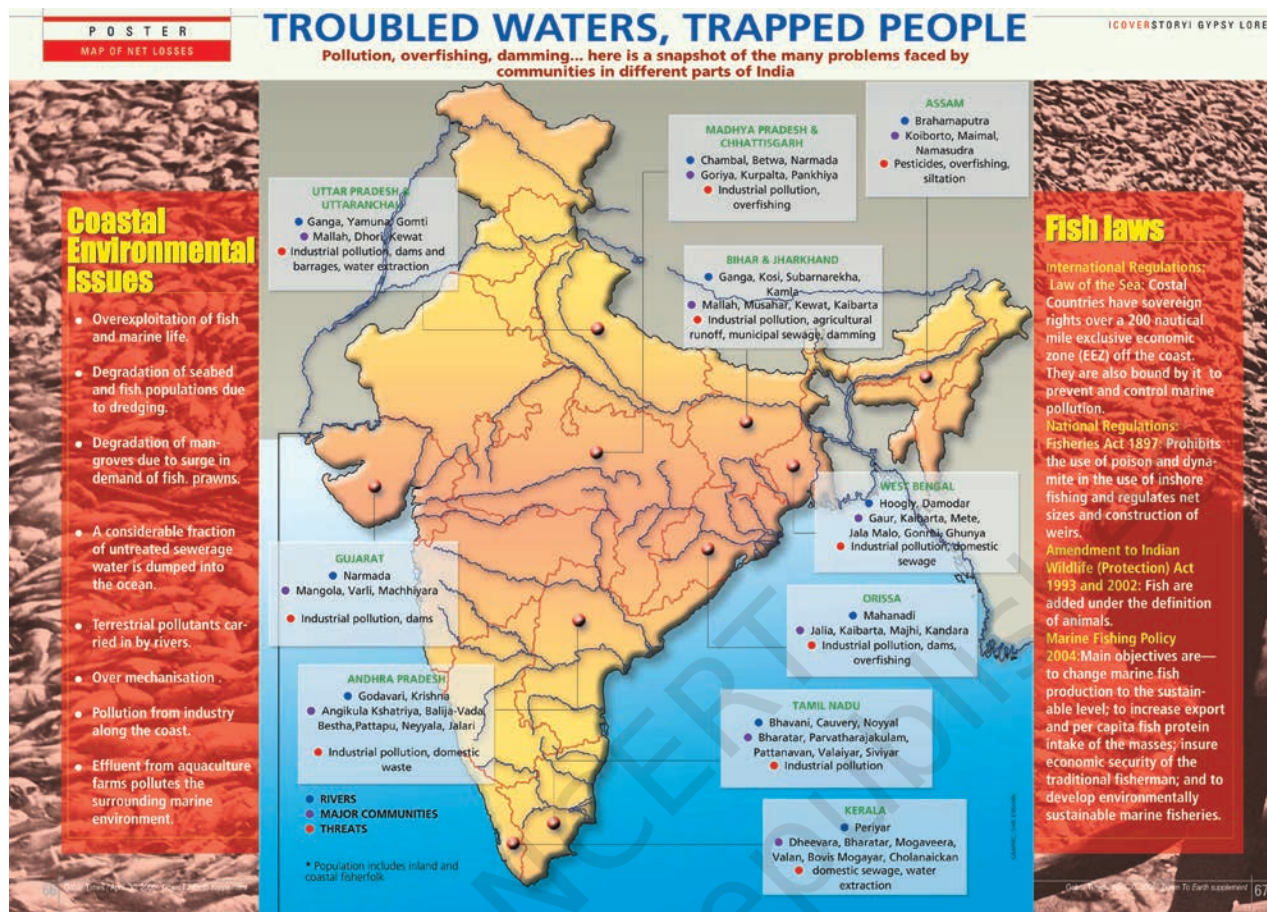 POSTER
MAP OF NET LOSSES
TROUBLED WATERS, TRAPPED PEOPLE
ICOVERSTORYI GYPSY LORE
Pollution, overfishing, damming... here is a snapshot of the many problems faced by
communities in different parts of India
Coastal
Environmental
Issues
• Overexploitation of fish
and marine life.
• Degradation of seabed
and fish populations due
to dredging.
• Degradation of man-
groves due to surge in
demand of fish. prawns.
• A considerable fraction
of untreated sewerage
water is dumped into
the ocean.
• Terrestrial pollutants car-
ried in by rivers.
• Over mechanisation .
• Pollution from industry
along the coast.
• Effluent from aquaculture
farms pollutes the
surrounding marine
environment.
UTTAR PRADESH &
UTTARANCHAL
Ganga, Yamuna, Gomti
Mallah, Dhori, Kewat
Industrial pollution, dams and
barrages, water extraction
MADHYA PRADESH &
CHHATTISGARH
Chambal, Betwa, Narmada
Goriya, Kurpalta, Pankhiya
Industrial pollution,
overfishing
ASSAM
Brahamaputra
Koiborto, Maimal,
Namasudra
Pesticides, overfishing,
siltation
BIHAR & JHARKHAND
Ganga, Kosi, Subarnarekha,
Kamla
Mallah, Musahar, Kewat, Kaibarta
Industrial pollution, agricultural
runoff, municipal sewage, damming
WEST BENGAL
Hoogly, Damodar
Gaur, Kaibarta, Mete,
Jala Malo, Gonrhi, Ghunya
Industrial pollution, domestic
sewage
GUJARAT
Narmada
Mangola, Varli, Machhiyara
Industrial pollution, dams
ORISSA
Mahanadi
Jalia, Kaibarta, Majhi, Kandara
Industrial pollution, dams,
overfishing
ANDHRA PRADESH
Godavari, Krishna
Angikula Kshatriya, Balija-Vada,
Bestha,Pattapu, Neyyala, Jalari
Industrial pollution, domestic
waste
TAMIL NADU
Bhavani, Cauvery, Noyyal
Bharatar, Parvatharajakulam,
Pattanavan, Valaiyar, Siviyar
Industrial pollution
KERALA
Periyar
Dheevara, Bharatar, Mogaveera,
Valan, Bovis Mogayar, Cholanaickan
domestic sewage, water
extraction
RIVERS
MAJOR COMMUNITIES
THREATS
* Population includes inland and
coastal fisherfolk
Fish laws
International Regulations:
Law of the Sea: Costal
Countries have sovereign
rights over a 200 nautical
mile exclusive economic
zone (EEZ) off the coast.
They are also bound by it to
prevent and control marine
pollution.
National Regulations:
Fisheries Act 1897: Prohibits
the use of poison and dyna-
mite in the use of inshore
fishing and regulates net
sizes and construction of
weirs.
Amendment to Indian
Wildlife (Protection) Act
1993 and 2002: Fish are
added under the definition
of animals.
Marine Fishing Policy
2004:Main objectives are—
to change marine fish
production to the sustain-
able level; to increase export
and per capita fish protein
intake of the masses; insure
economic security of the
traditional fisherman; and to
develop environmentally
sustainable marine fisheries.
66
Down To Earth supplement
67
NCERT